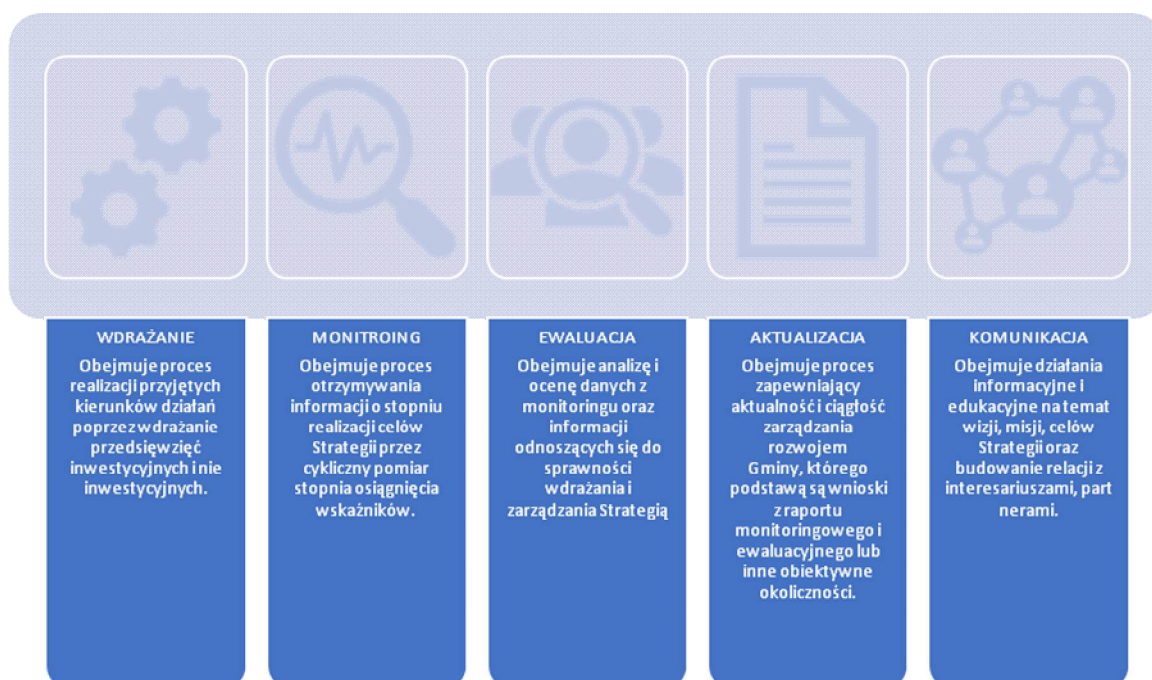 WDRAŻANIE
Obejmuje proces
realizacji przyjętych
kierunków działań
poprzez wdrażanie
przedsięwzięć
inwestycyjnych i nie
inwestycyjnych.
MONITROING
Obejmuje proces
otrzymywania
informacji o stopniu
realizacji celów
Strategii przez
cykliczny pomiar
stopnia osiągnięcia
wskaźników.
EWALUACJA
Obejmuje analizę i
ocenę danych z
monitoringu oraz
informacji
odnoszących się do
sprawności
wdrażania i
zarządzania Strategią
AKTUALIZACJA
Obejmuje proces
zapewniający
aktualność i ciągłość
zarządzania
rozwojem
Gminy, którego
podstawą są wnioski
z raportu
monitoringowego i
ewaluacyjnego lub
inne obiektywne
okoliczności.
KOMUNIKACJA
Obejmuje działania
informacyjne i
edukacyjne na temat
wizji, misji, celów
Strategii oraz
budowanie relacji z
interesariuszami, part
nerami.